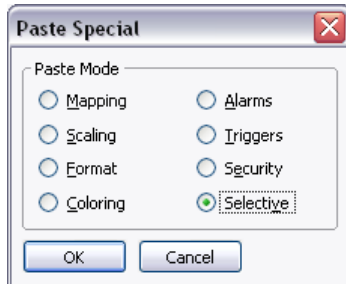 Paste Special
Paste Mode
Mapping Alarms
Scaling Triggers
Format Security
Coloring Selective
OK Cancel